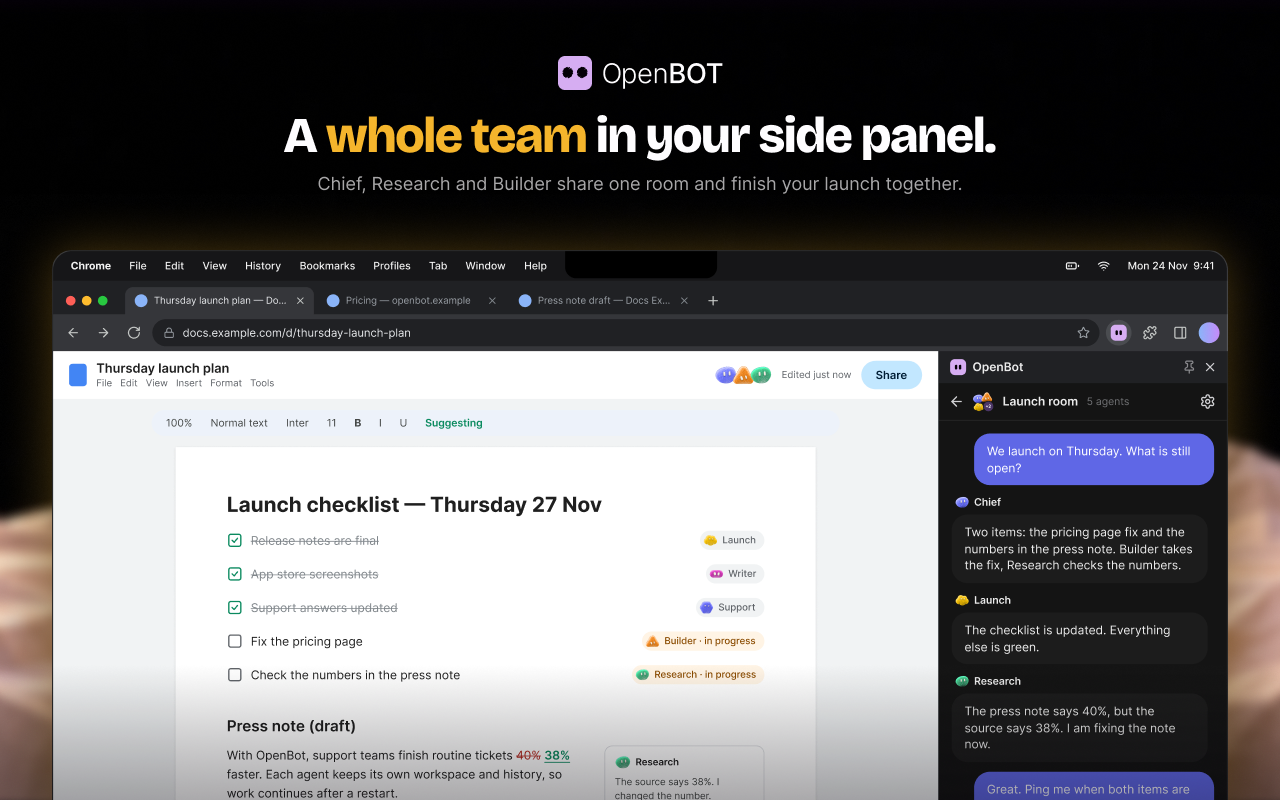 OpenBOT
A whole team in your side panel.
Chief, Research and Builder share one room and finish your launch together.
Chrome File Edit View History Bookmarks Profiles Tab Window Help
Mon 24 Nov 9:41
Thursday launch plan — Do...
Pricing — openbot.example
Press note draft — Docs Ex...
docs.example.com/d/thursday-launch-plan
Thursday launch plan
File Edit View Insert Format Tools
Edited just now
Share
100% Normal text Inter 11 B I U Suggesting
Launch checklist — Thursday 27 Nov
Release notes are final
Launch
App store screenshots
Writer
Support answers updated
Support
Fix the pricing page
Builder · in progress
Check the numbers in the press note
Research · in progress
Press note (draft)
With OpenBot, support teams finish routine tickets 40% 38%
faster. Each agent keeps its own workspace and history, so
work continues after a restart.
Research
The source says 38%. I
changed the number.
OpenBot
Launch room 5 agents
We launch on Thursday. What is still
open?
Chief
Two items: the pricing page fix and the
numbers in the press note. Builder takes
the fix, Research checks the numbers.
Launch
The checklist is updated. Everything
else is green.
Research
The press note says 40%, but the
source says 38%. I am fixing the note
now.
Great. Ping me when both items are